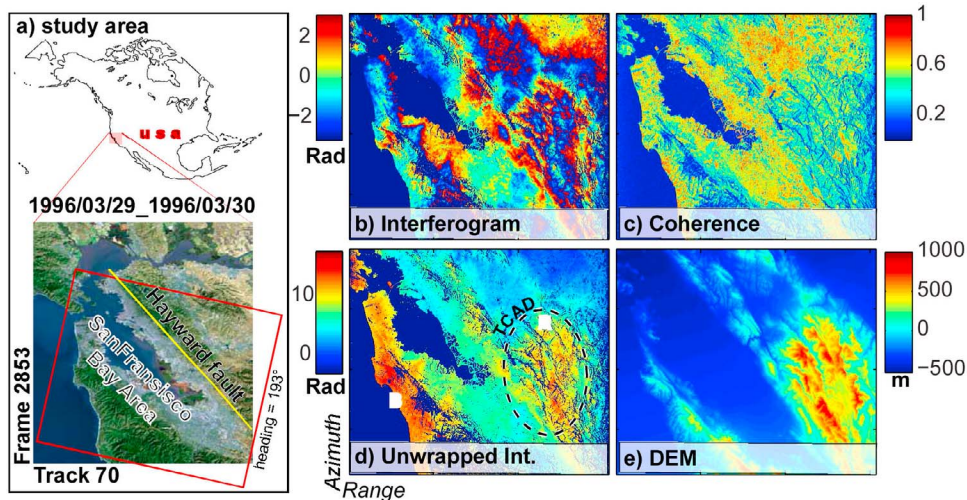 a) study area
usa
1996/03/29_1996/03/30
Hayward fault
SanFransisco
Bay Area
Frame 2853
heading = 193°
Track 70
2
0
−2
Rad
b) Interferogram
1
0.6
0.2
c) Coherence
10
0
Rad
TCAD
d) Unwrapped Int.
Azimuth
Range
1000
500
0
−500
m
e) DEM